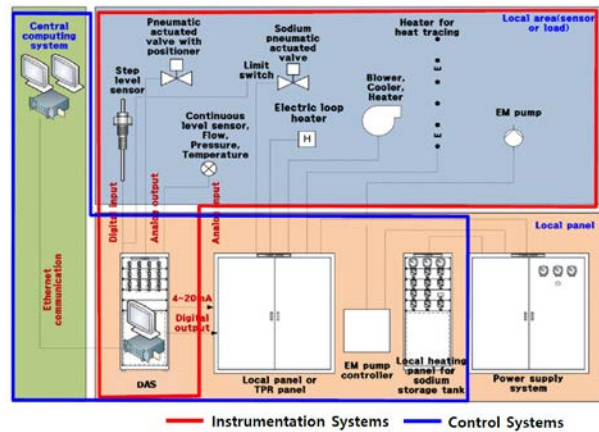 Central
computing
system
Pneumatic
actuated
valve with
positioner
Step
level
sensor
Limit
switch
Sodium
pneumatic
actuated
valve
Heater for
heat tracing
Local area(sensor
or load)
Continuous
level sensor,
Flow,
Pressure,
Temperature
Electric loop
heater
H
Blower,
Cooler,
Heater
EM pump
Digital input
Analog output
Analog input
Local panel
Ethernet
communication
4~20mA
Digital
output
DAS
Local panel or
TPR panel
EM pump
controller
Local heating
panel for
sodium
storage tank
Power supply
system
Instrumentation Systems
Control Systems